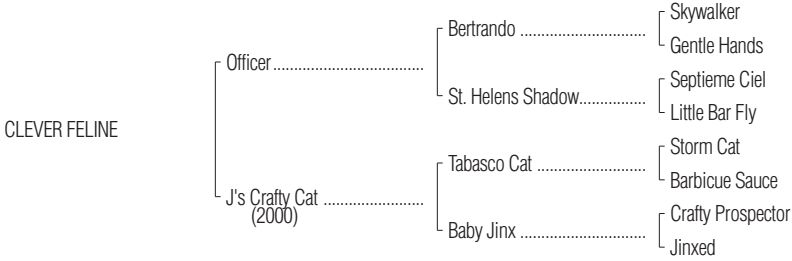 Skywalker
Bertrando ..............................
Gentle Hands
Officer ....................................
Septieme Ciel
St. Helens Shadow................
Little Bar Fly
CLEVER FELINE
Storm Cat
Tabasco Cat ..........................
Barbicue Sauce
J's Crafty Cat ........................
(2000)
Crafty Prospector
Baby Jinx ..............................
Jinxed